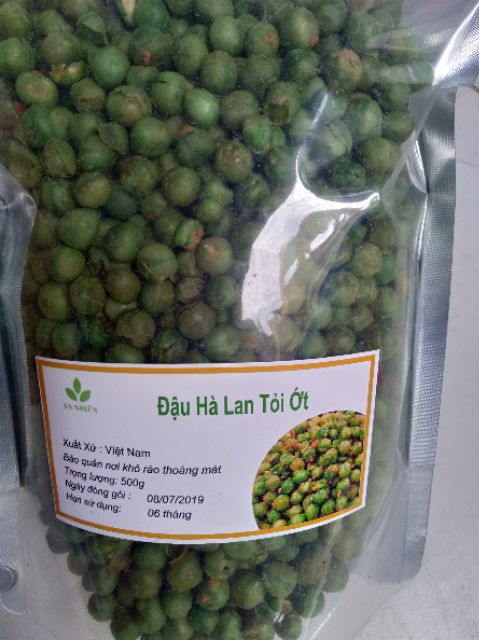 AN NHIÊN
Đậu Hà Lan Tỏi Ớt
Xuất Xứ : Việt Nam
Bảo quản nơi khô ráo thoáng mát
Trọng lượng: 500g
Ngày đóng gói : 08/07/2019
Hạn sử dụng: 06 tháng